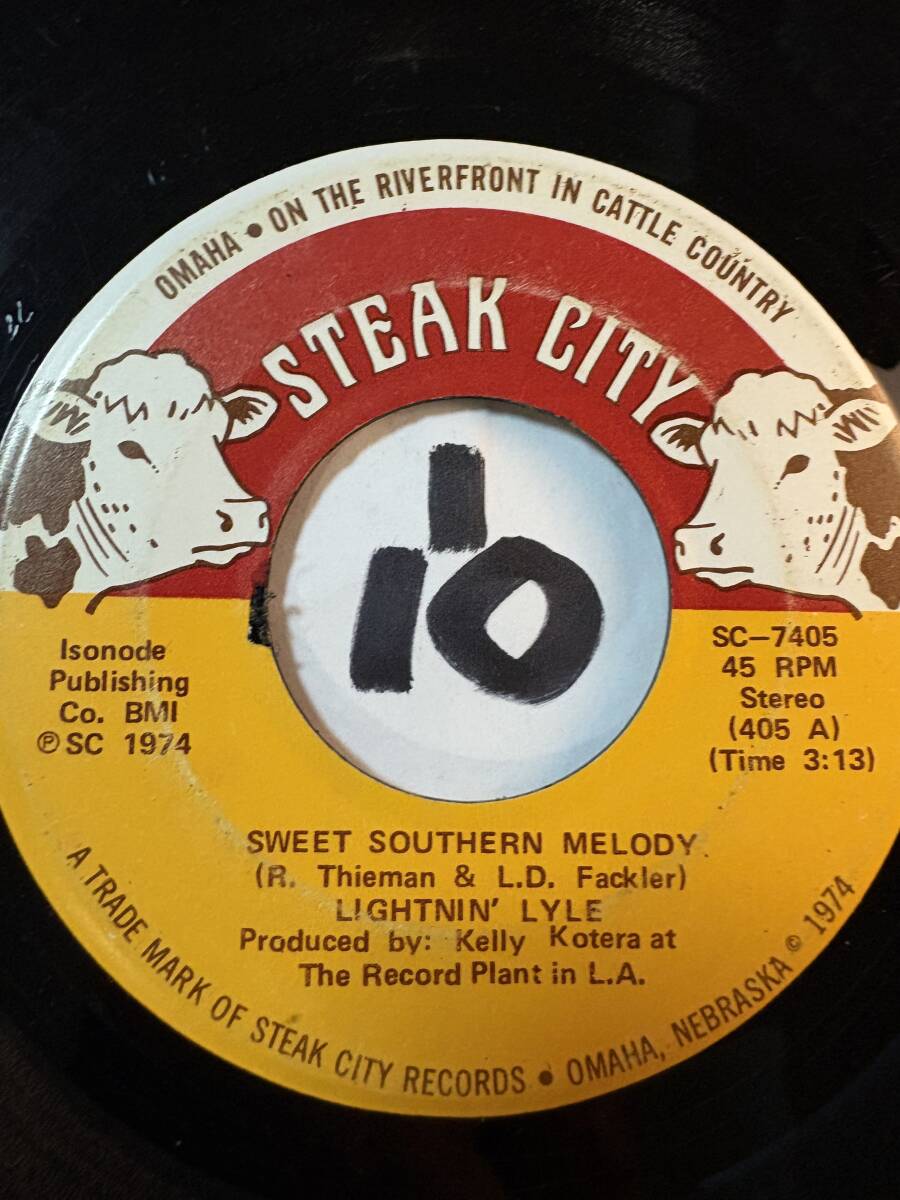 OMAHA • ON THE RIVERFRONT IN CATTLE COUNTRY
STEAK CITY
Isonode
Publishing
Co. BMI
℗ SC 1974
SC-7405
45 RPM
Stereo
(405 A)
(Time 3:13)
SWEET SOUTHERN MELODY
(R. Thieman & L.D. Fackler)
LIGHTNIN' LYLE
Produced by: Kelly Kotera at
The Record Plant in L.A.
A TRADE MARK OF STEAK CITY RECORDS • OMAHA, NEBRASKA © 1974